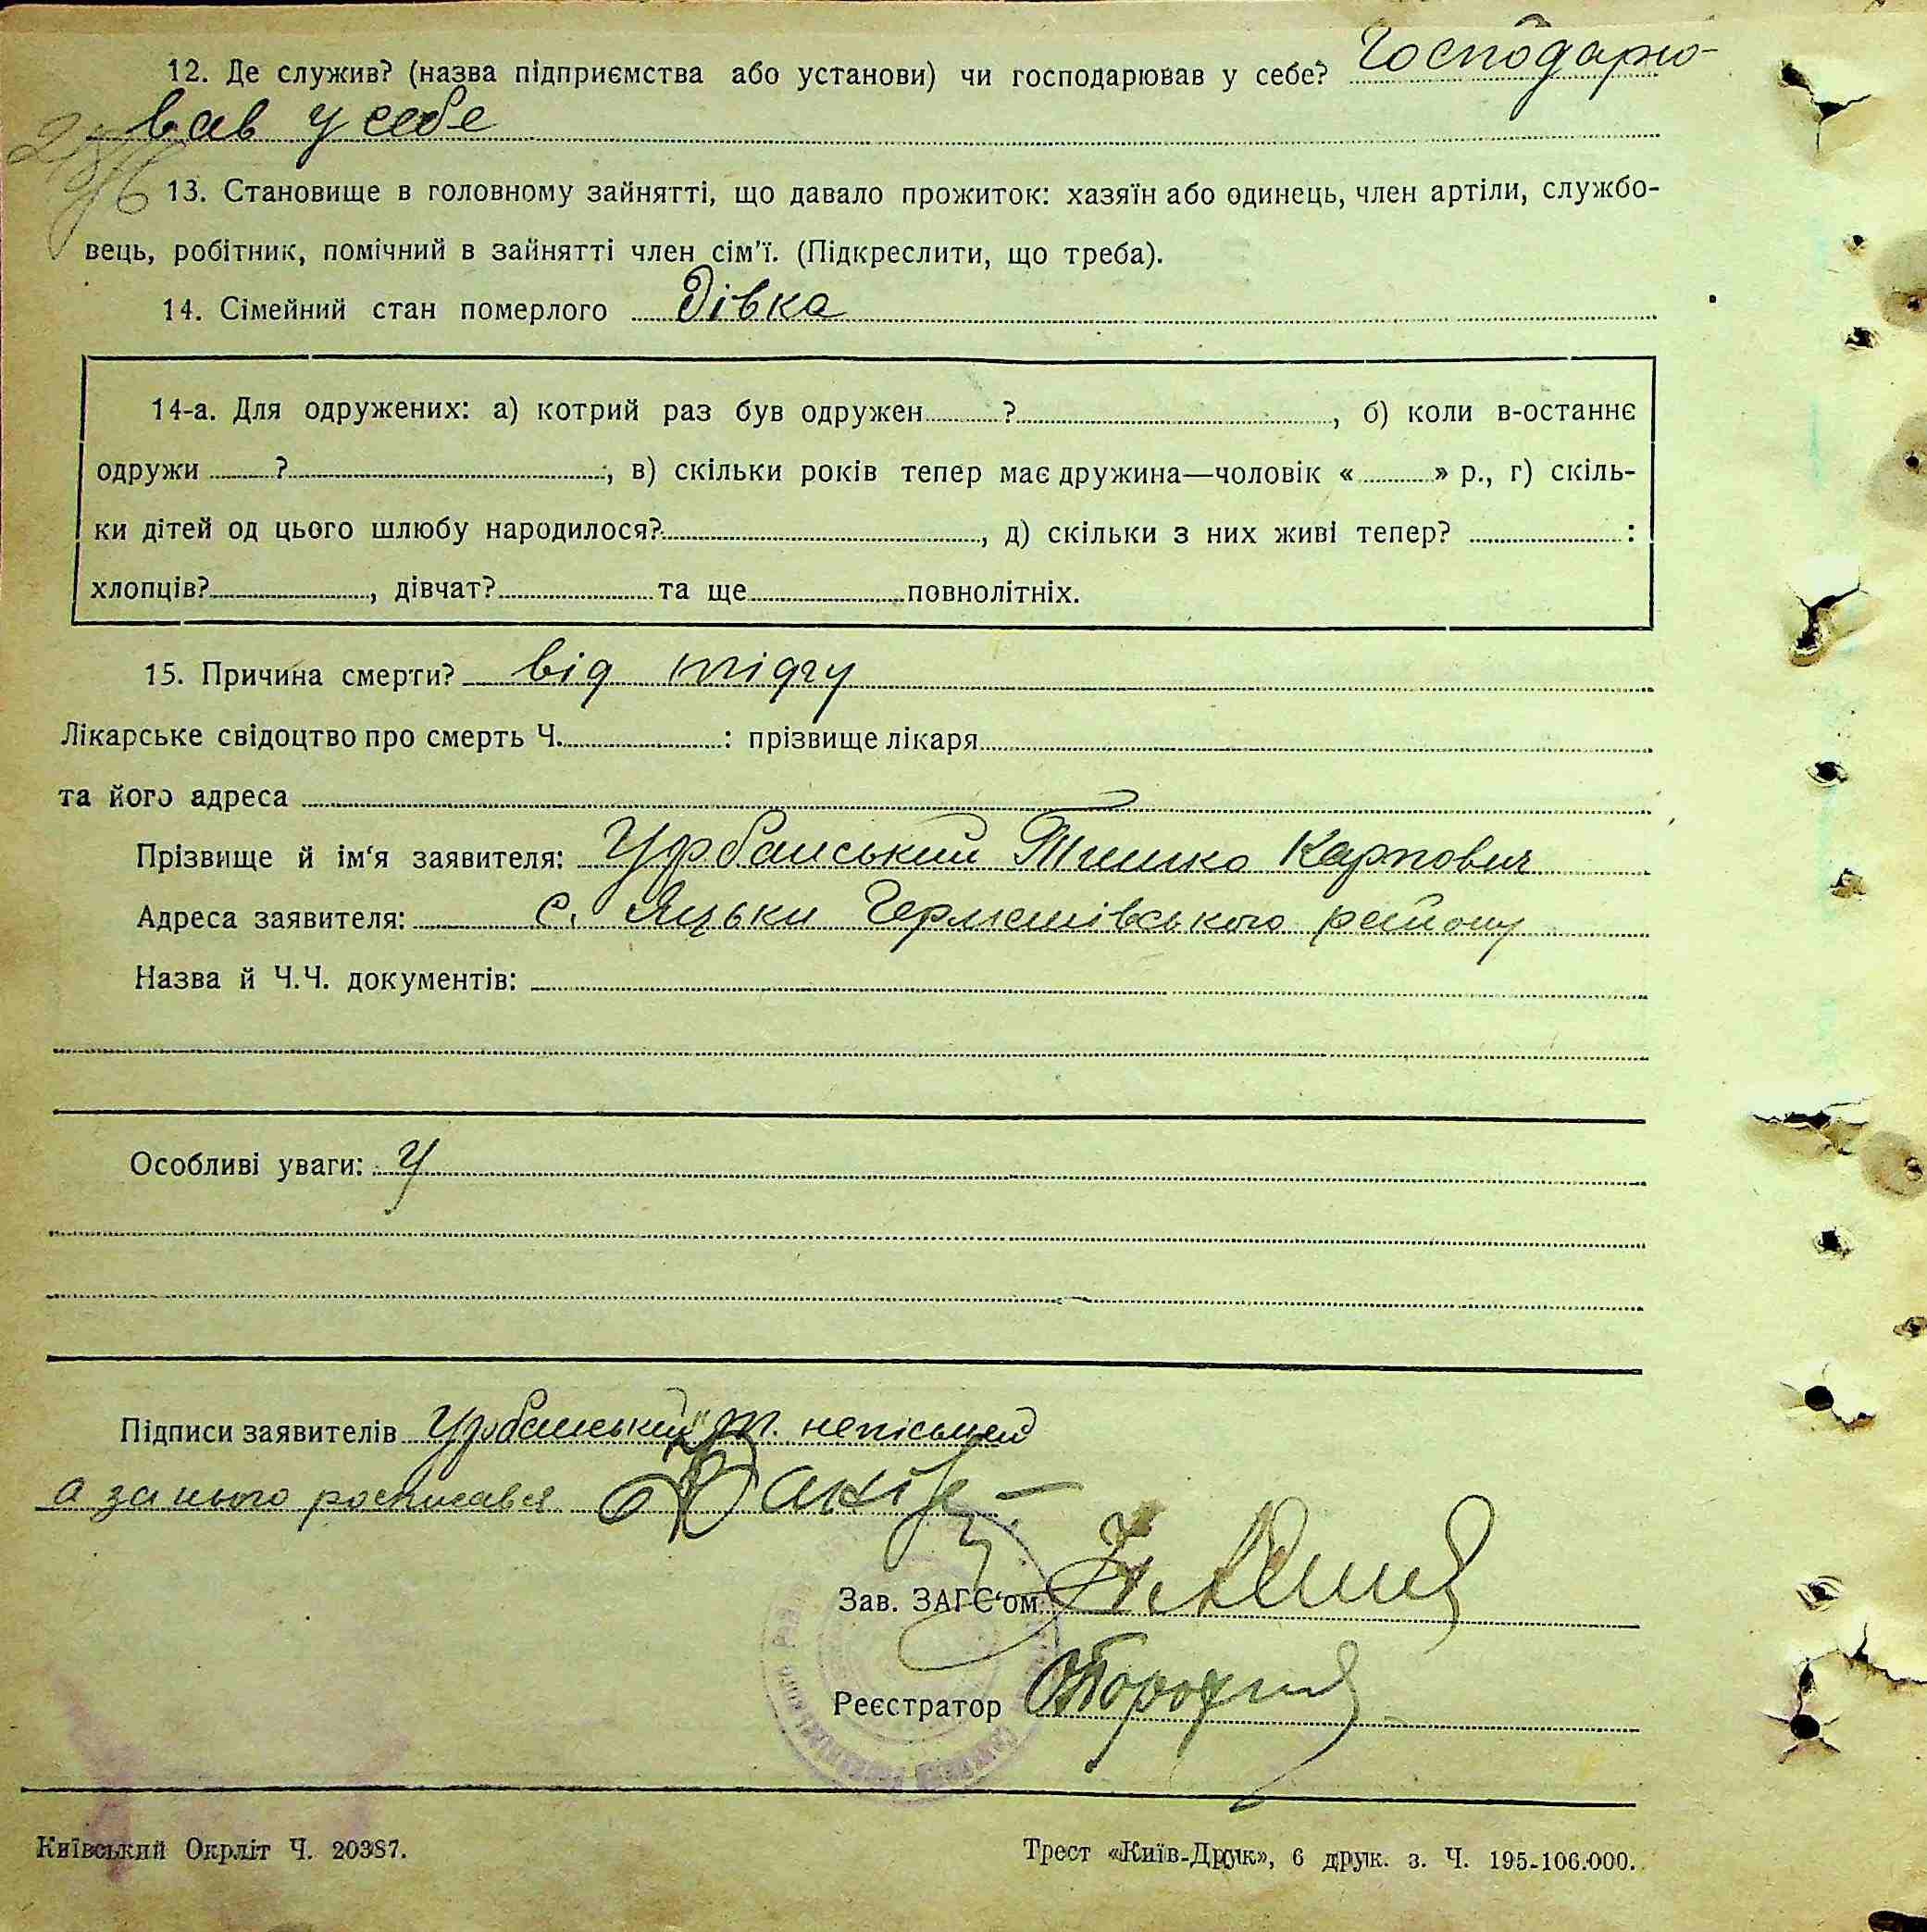 12. Де служив? (назва підприємства або установи) чи господарював у себе? Господарю-
вав у себе
13. Становище в головному зайнятті, що давало прожиток: хазяїн або одинець, член артіли, службо-
вець, робітник, помічний в зайнятті член сім'ї. (Підкреслити, що треба).
14. Сімейний стан померлого Дівка
14-а. Для одружених: а) котрий раз був одружен ? , б) коли в-останнє
одружи ? , в) скільки років тепер має дружина—чоловік « » р., г) скіль-
ки дітей од цього шлюбу народилося? , д) скільки з них живі тепер? :
хлопців? , дівчат? та ще повнолітніх.
15. Причина смерти? від
Лікарське свідоцтво про смерть Ч. : прізвище лікаря
та його адреса
Прізвище й ім'я заявителя: Урбанський Тишко Карпович
Адреса заявителя: с. Яцьки Германівського району
Назва й Ч.Ч. документів:
Особливі уваги: У
Підписи заявителів Урбанський Т. неписьмен
а за нього росписався
Зав. ЗАГС'ом
Реєстратор
Київський Окрліт Ч. 20387.
Трест «Київ-Друк», 6 друк. з. Ч. 195-106.000.